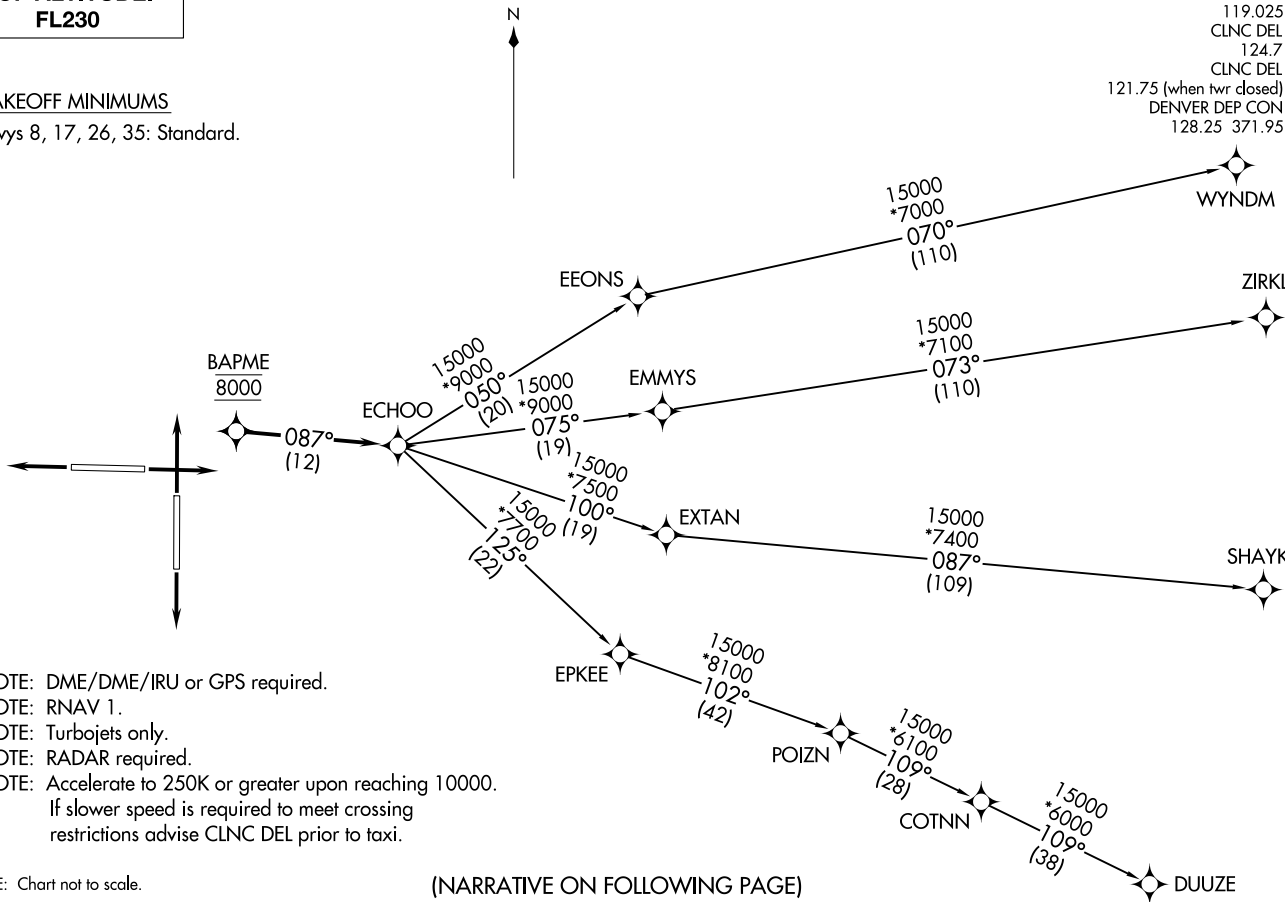 FL230
N
119.025
CLNC DEL
124.7
CLNC DEL
121.75 (when twr closed)
DENVER DEP CON
128.25 371.95
AKEOFF MINIMUMS
wys 8, 17, 26, 35: Standard.
15000
*7000
070°
(110)
WYNDM
EEONS
15000
*9000
050°
(20)
ZIRKL
15000
*7100
073°
(110)
EMMYS
15000
*9000
075°
(19)
BAPME
8000
ECHOO
087°
(12)
15000
*7500
100°
(19)
EXTAN
15000
*7400
087°
(109)
SHAYK
15000
*7700
125°
(22)
EPKEE
15000
*8100
102°
(42)
POIZN
15000
*6100
109°
(28)
COTNN
15000
*6000
109°
(38)
DUUZE
OTE: DME/DME/IRU or GPS required.
OTE: RNAV 1.
OTE: Turbojets only.
OTE: RADAR required.
OTE: Accelerate to 250K or greater upon reaching 10000.
If slower speed is required to meet crossing
restrictions advise CLNC DEL prior to taxi.
E: Chart not to scale.
(NARRATIVE ON FOLLOWING PAGE)